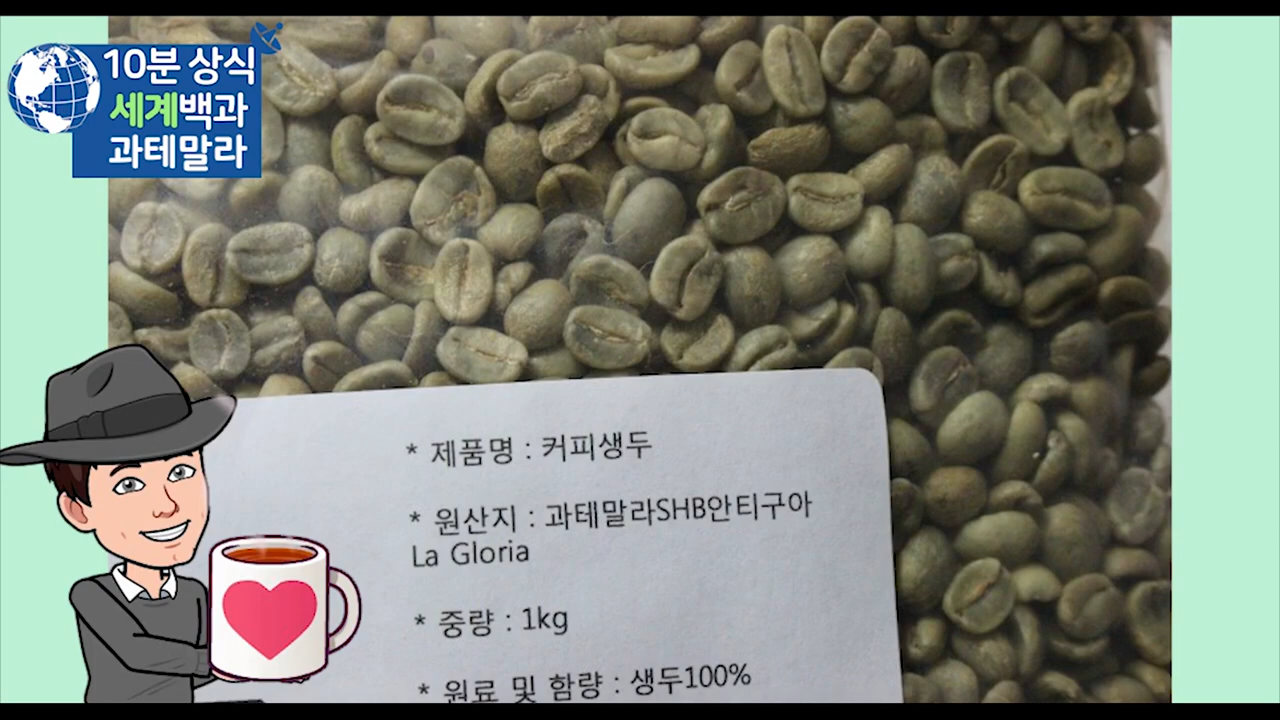 10분 상식
세계백과
과테말라
* 제품명 : 커피생두
* 원산지 : 과테말라SHB안티구아
La Gloria
* 중량 : 1kg
* 원료 및 함량 : 생두100%